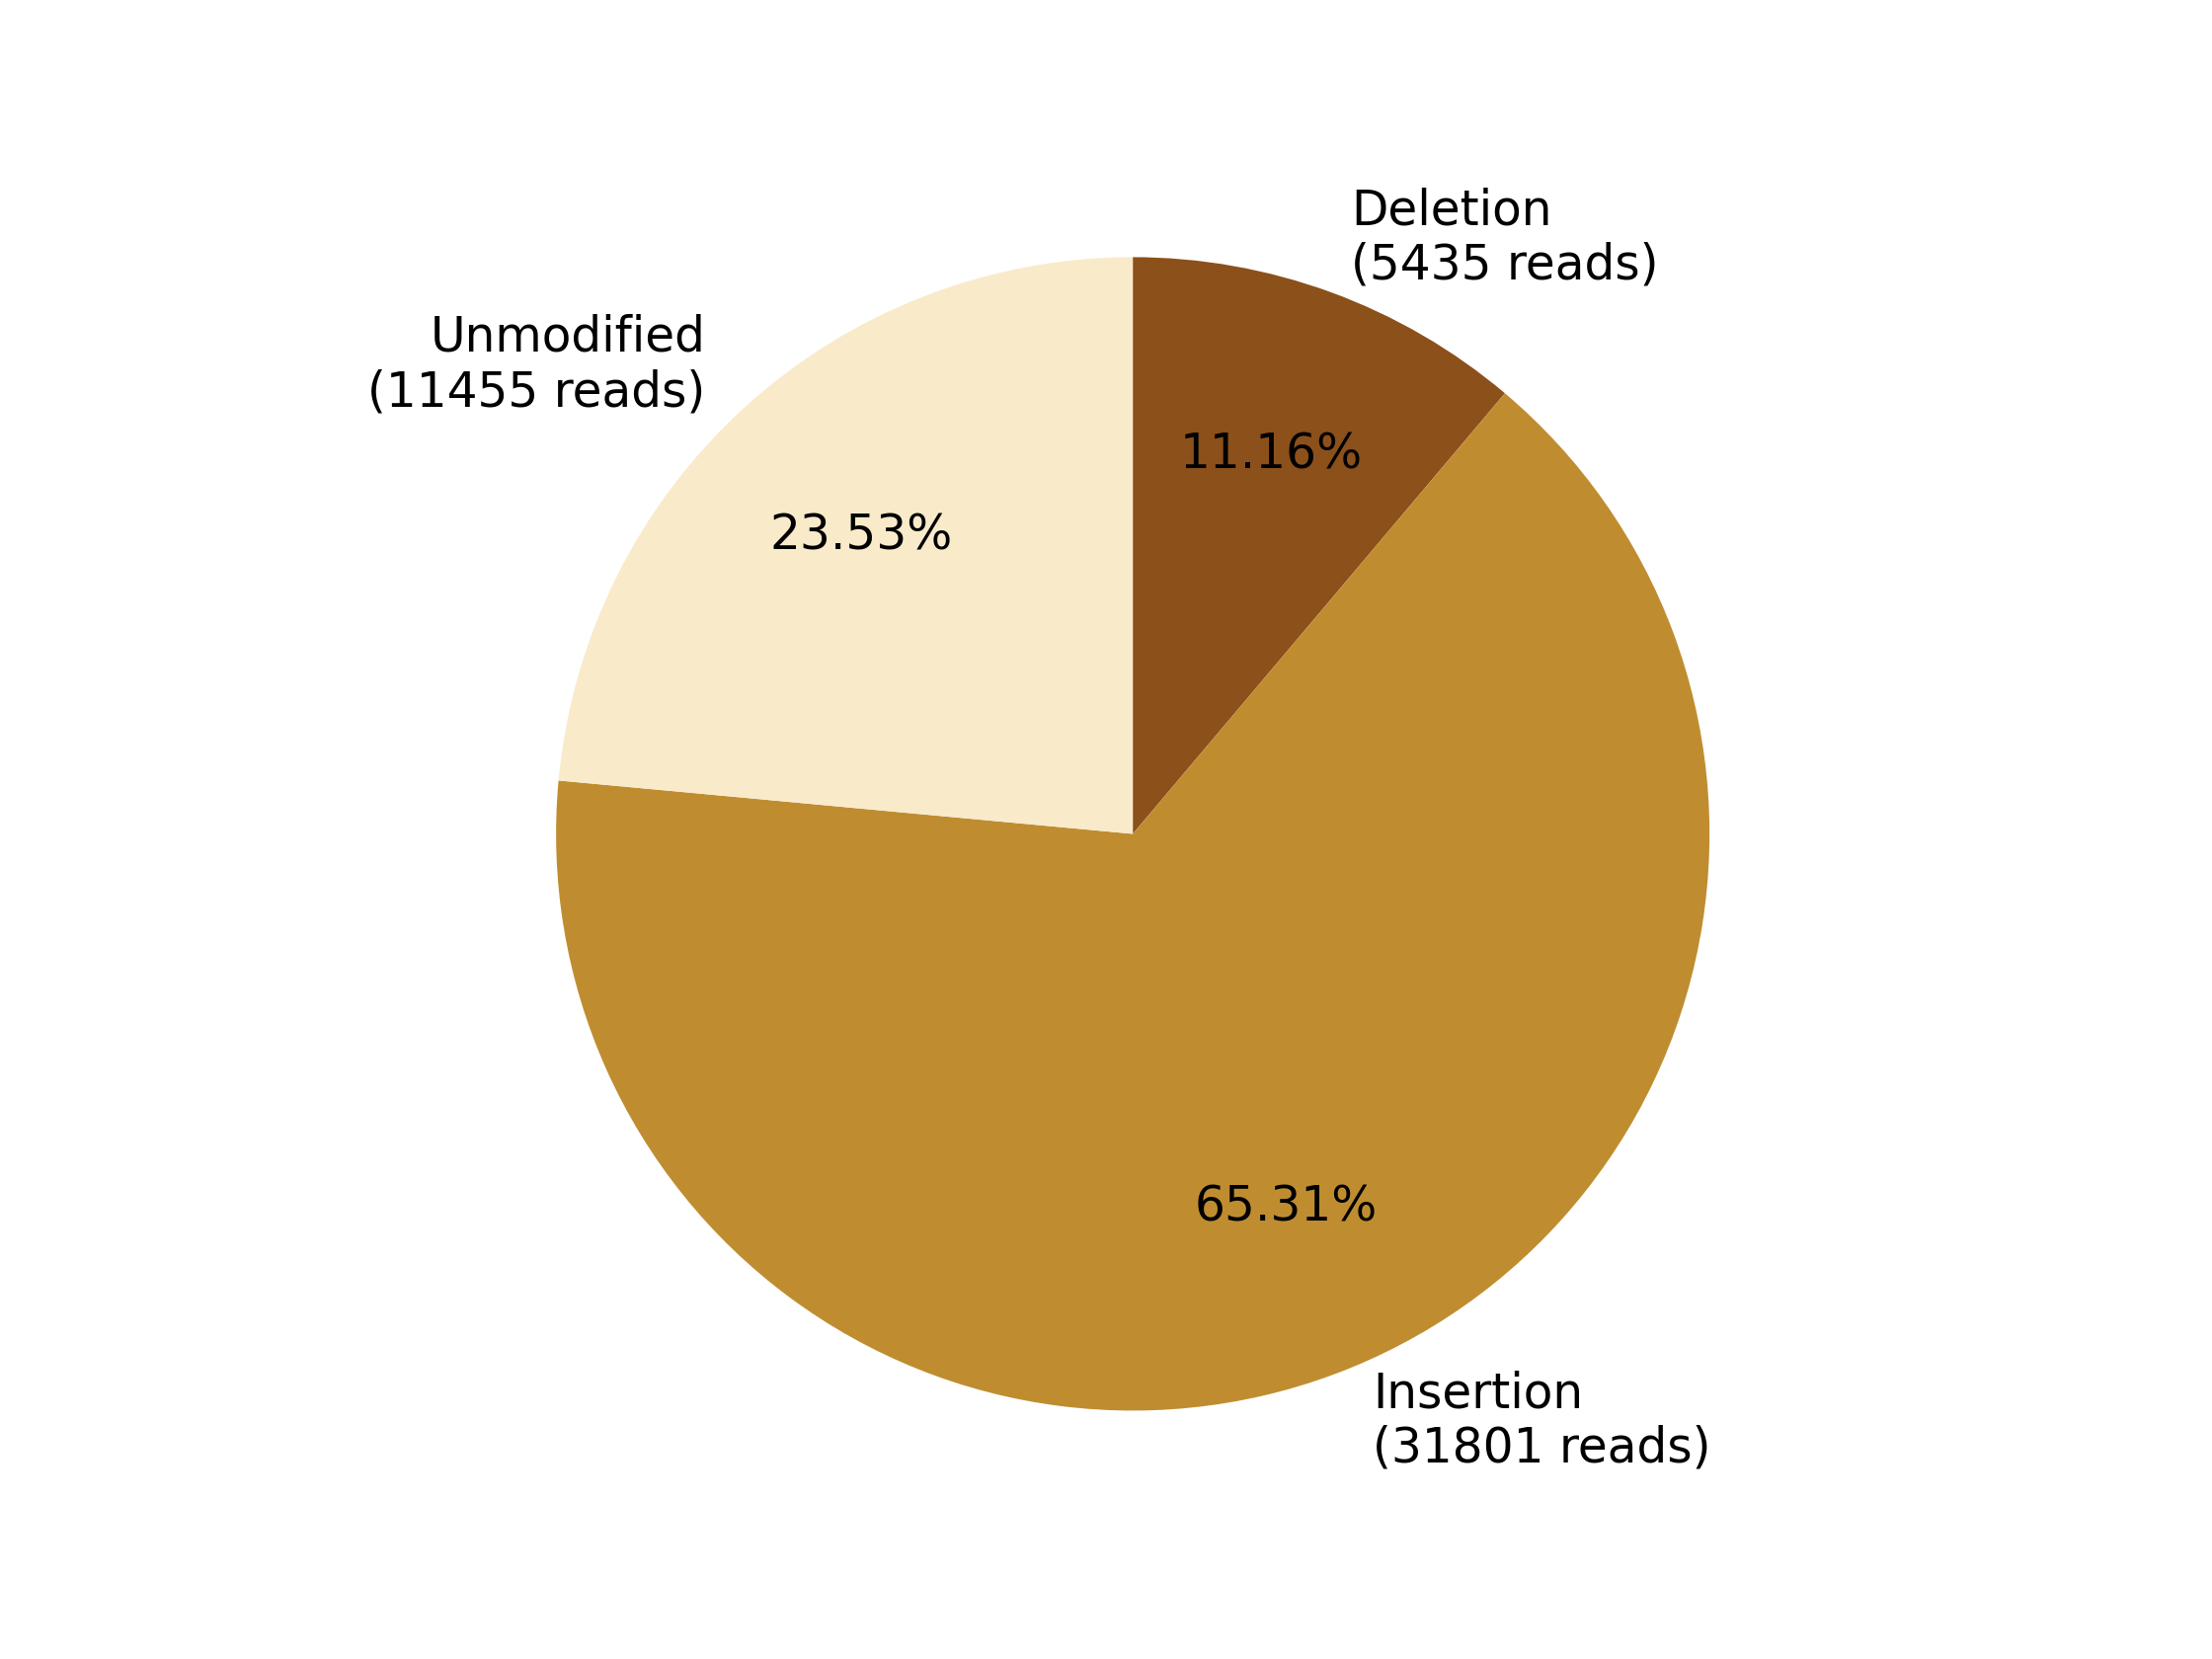 Deletion
(5435 reads)
Unmodified
(11455 reads)
11.16%
23.53%
65.31%
Insertion
(31801 reads)